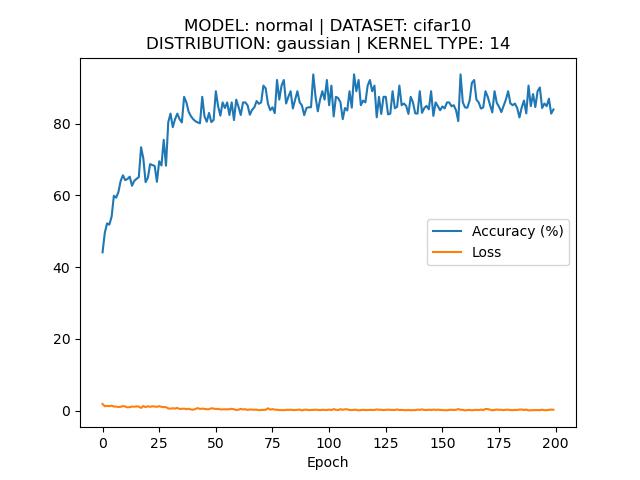 MODEL: normal | DATASET: cifar10
DISTRIBUTION: gaussian | KERNEL TYPE: 14
80
60
40
20
0
Accuracy (%)
Loss
0 25 50 75 100 125 150 175 200
Epoch